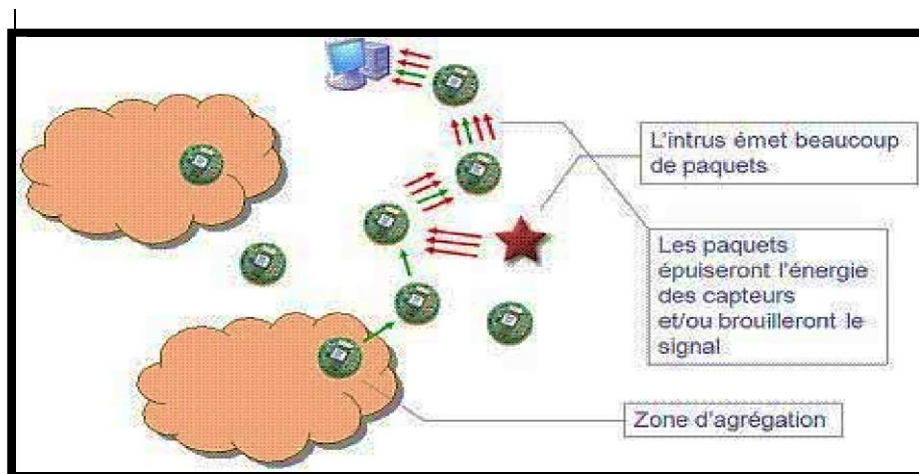 L'intrus émet beaucoup
de paquets
Les paquets
épuiseront l'énergie
des capteurs
et/ou brouilleront le
signal
Zone d'agrégation